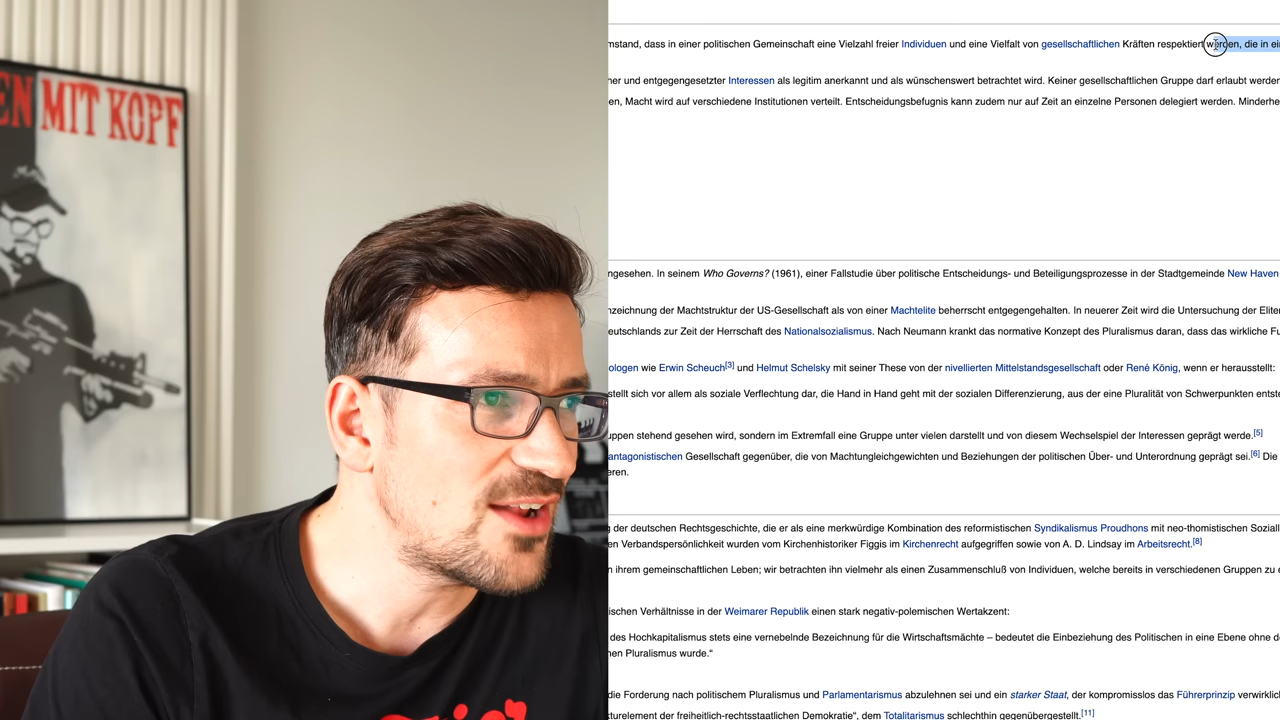 EN MIT KOPF
mstand, dass in einer politischen Gemeinschaft eine Vielzahl freier Individuen und eine Vielfalt von gesellschaftlichen Kräften respektiert werden, die in ei
her und entgegengesetzter Interessen als legitim anerkannt und als wünschenswert betrachtet wird. Keiner gesellschaftlichen Gruppe darf erlaubt werden
en, Macht wird auf verschiedene Institutionen verteilt. Entscheidungsbefugnis kann zudem nur auf Zeit an einzelne Personen delegiert werden. Minderhe
ngesehen. In seinem Who Governs? (1961), einer Fallstudie über politische Entscheidungs- und Beteiligungsprozesse in der Stadtgemeinde New Haven
nzeichnung der Machtstruktur der US-Gesellschaft als von einer Machtelite beherrscht entgegengehalten. In neuerer Zeit wird die Untersuchung der Elite
eutschlands zur Zeit der Herrschaft des Nationalsozialismus. Nach Neumann krankt das normative Konzept des Pluralismus daran, dass das wirkliche Fu
ologen wie Erwin Scheuch[3] und Helmut Schelsky mit seiner These von der nivellierten Mittelstandsgesellschaft oder René König, wenn er herausstellt:
stellt sich vor allem als soziale Verflechtung dar, die Hand in Hand geht mit der sozialen Differenzierung, aus der eine Pluralität von Schwerpunkten entste
uppen stehend gesehen wird, sondern im Extremfall eine Gruppe unter vielen darstellt und von diesem Wechselspiel der Interessen geprägt werde.[5]
antagonistischen Gesellschaft gegenüber, die von Machtungleichgewichten und Beziehungen der politischen Über- und Unterordnung geprägt sei.[6] Die
eren.
g der deutschen Rechtsgeschichte, die er als eine merkwürdige Kombination des reformistischen Syndikalismus Proudhons mit neo-thomistischen Soziall
en Verbandspersönlichkeit wurden vom Kirchenhistoriker Figgis im Kirchenrecht aufgegriffen sowie von A. D. Lindsay im Arbeitsrecht.[8]
n ihrem gemeinschaftlichen Leben; wir betrachten ihn vielmehr als einen Zusammenschluß von Individuen, welche bereits in verschiedenen Gruppen zu e
ischen Verhältnisse in der Weimarer Republik einen stark negativ-polemischen Wertakzent:
des Hochkapitalismus stets eine vernebelnde Bezeichnung für die Wirtschaftsmächte – bedeutet die Einbeziehung des Politischen in eine Ebene ohne d
nen Pluralismus wurde.“
die Forderung nach politischem Pluralismus und Parlamentarismus abzulehnen sei und ein starker Staat, der kompromisslos das Führerprinzip verwirklic
kturelement der freiheitlich-rechtsstaatlichen Demokratie“, dem Totalitarismus schlechthin gegenübergestellt.[11]